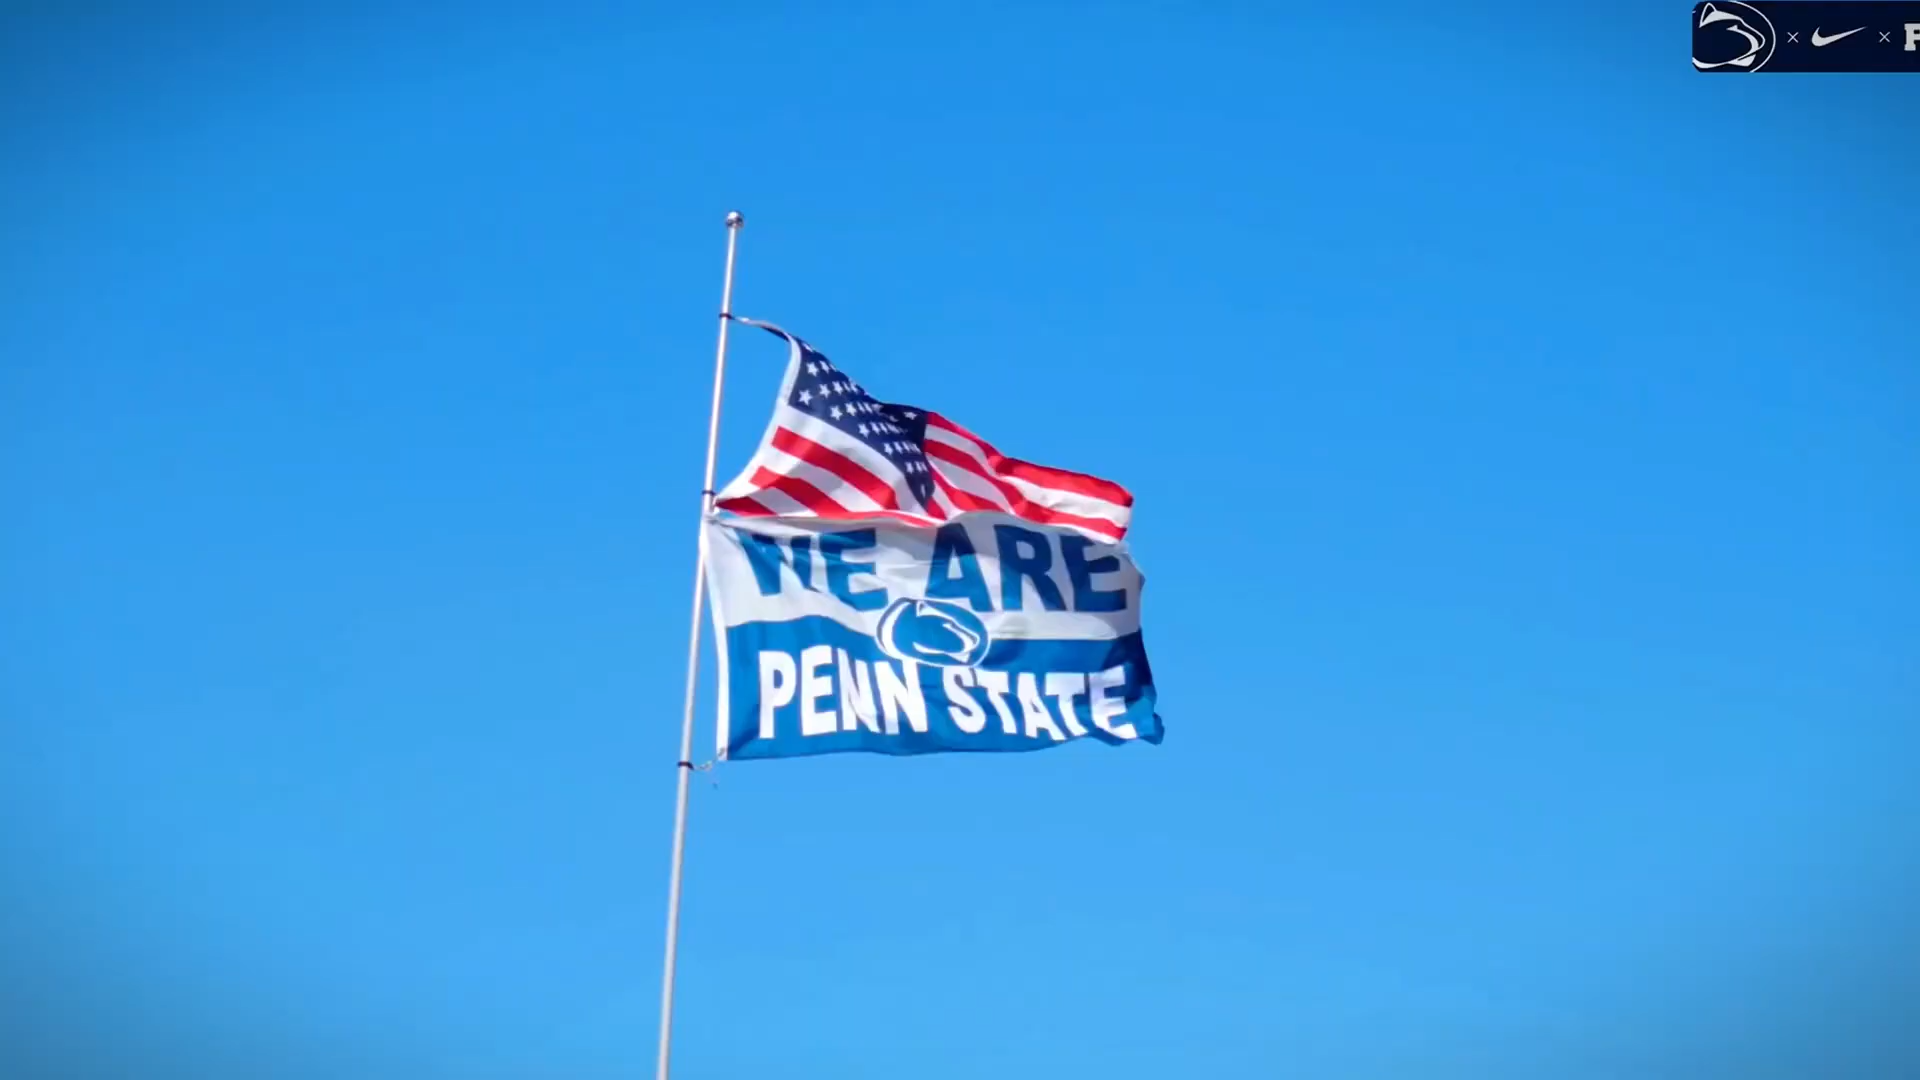 × ×
WE ARE
PENN STATE